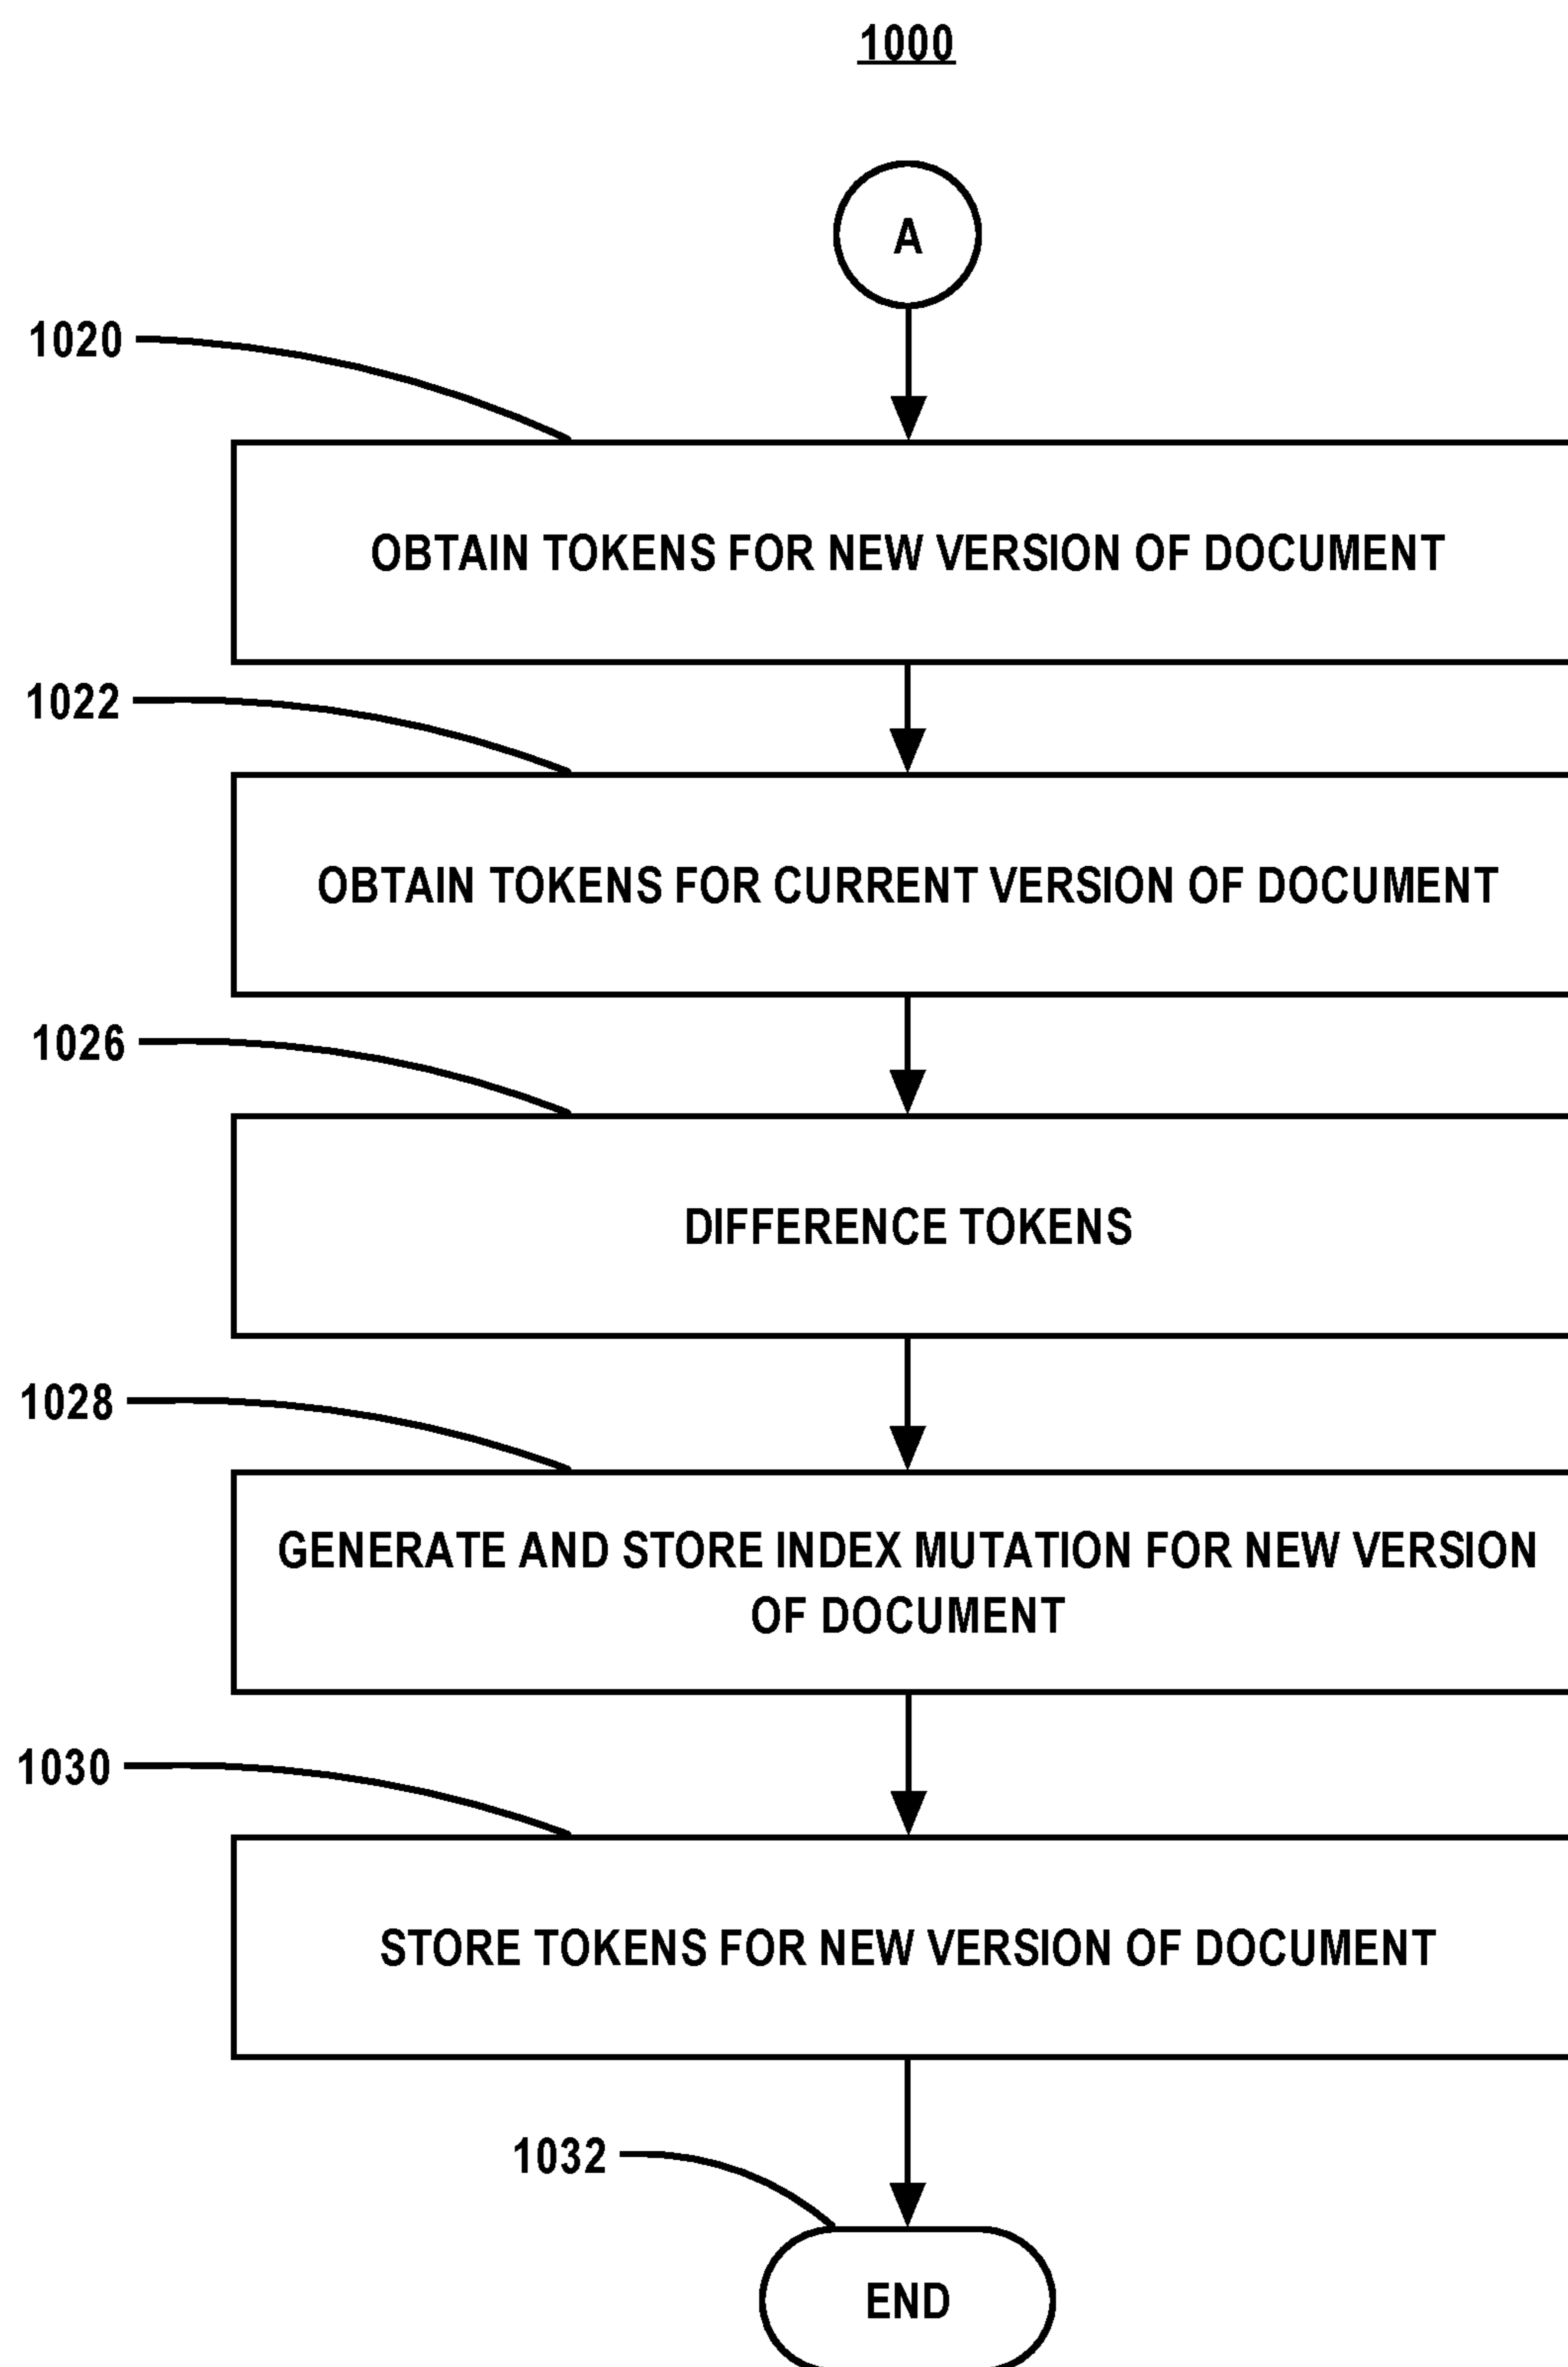 1000
A
1020
OBTAIN TOKENS FOR NEW VERSION OF DOCUMENT
1022
OBTAIN TOKENS FOR CURRENT VERSION OF DOCUMENT
1026
DIFFERENCE TOKENS
1028
GENERATE AND STORE INDEX MUTATION FOR NEW VERSION
OF DOCUMENT
1030
STORE TOKENS FOR NEW VERSION OF DOCUMENT
1032
END